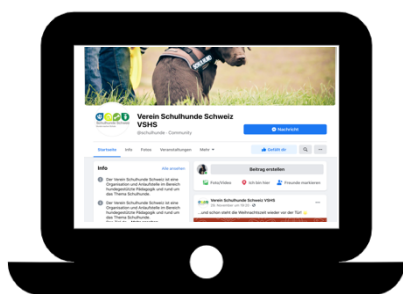 Verein Schulhunde Schweiz
VSHS
@schulhunde · Community
Nachricht
Startseite Info Fotos Veranstaltungen Mehr
Gefällt dir
Info Alle ansehen
Der Verein Schulhunde Schweiz ist eine
Organisation und Anlaufstelle im Bereich
hundegestützte Pädagogik und rund um
das Thema Schulhunde.
Der Verein Schulhunde Schweiz ist eine
Organisation und Anlaufstelle im Bereich
hundegestützte Pädagogik und rund um
das Thema Schulhunde.
Beitrag erstellen
Foto/Video
Freunde markieren
Verein Schulhunde Schweiz VSHS
...und schon steht die Weihnachtszeit wieder vor der Tür!